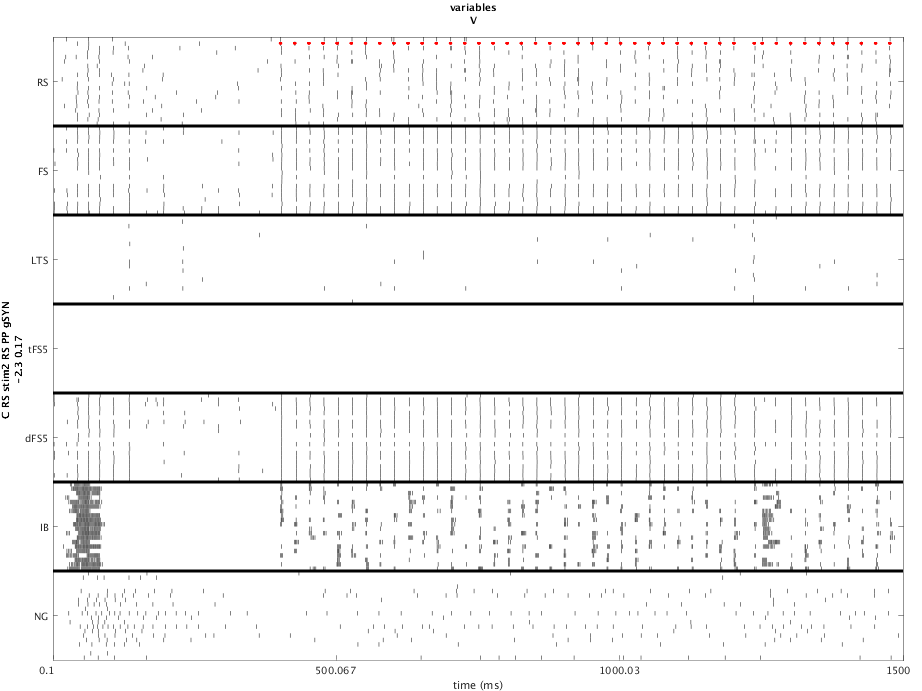 variables
V
RS
FS
LTS
tFS5
dFS5
IB
NG
C RS stim2 RS PP gSYN
-2.3 0.17
0.1
500.067
1000.03
1500
time (ms)